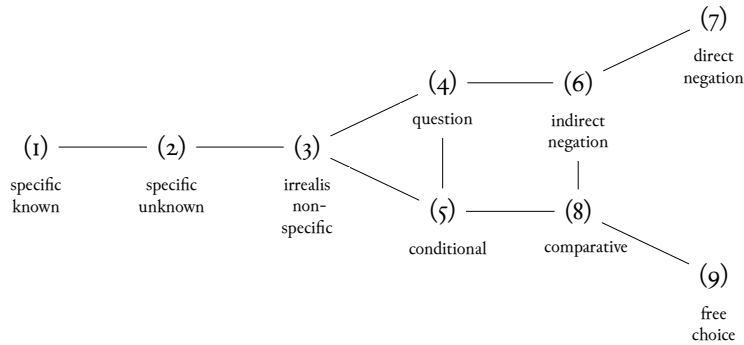 (7)
direct
negation
(4)
question
(6)
indirect
negation
(1)
specific
known
(2)
specific
unknown
(3)
irrealis
non-
specific
(5)
conditional
(8)
comparative
(9)
free
choice